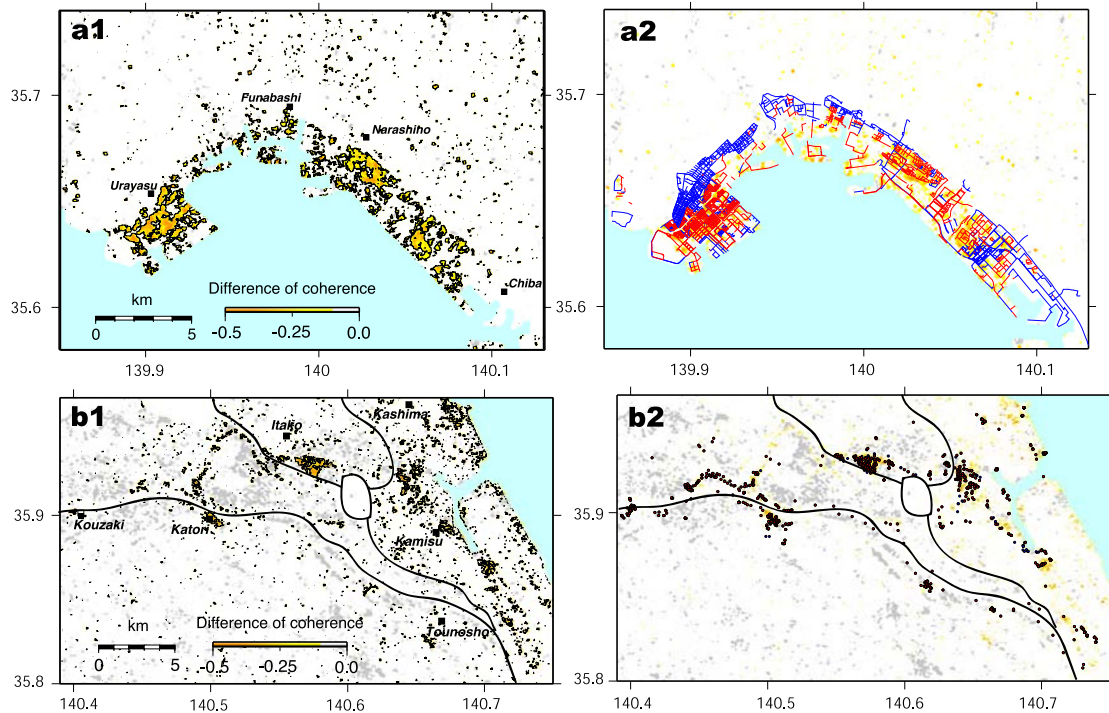 a1
a2
35.7
35.7
Funabashi
Narashiho
Urayasu
Chiba
km
Difference of coherence
35.6
35.6
0
5
-0.5
-0.25
0.0
139.9
140
140.1
139.9
140
140.1
b1
b2
Kashima
Itako
35.9
35.9
Kouzaki
Katori
Kamisu
km
Difference of coherence
Tounosho
0
5
-0.5
-0.25
0.0
35.8
35.8
140.4
140.5
140.6
140.7
140.4
140.5
140.6
140.7